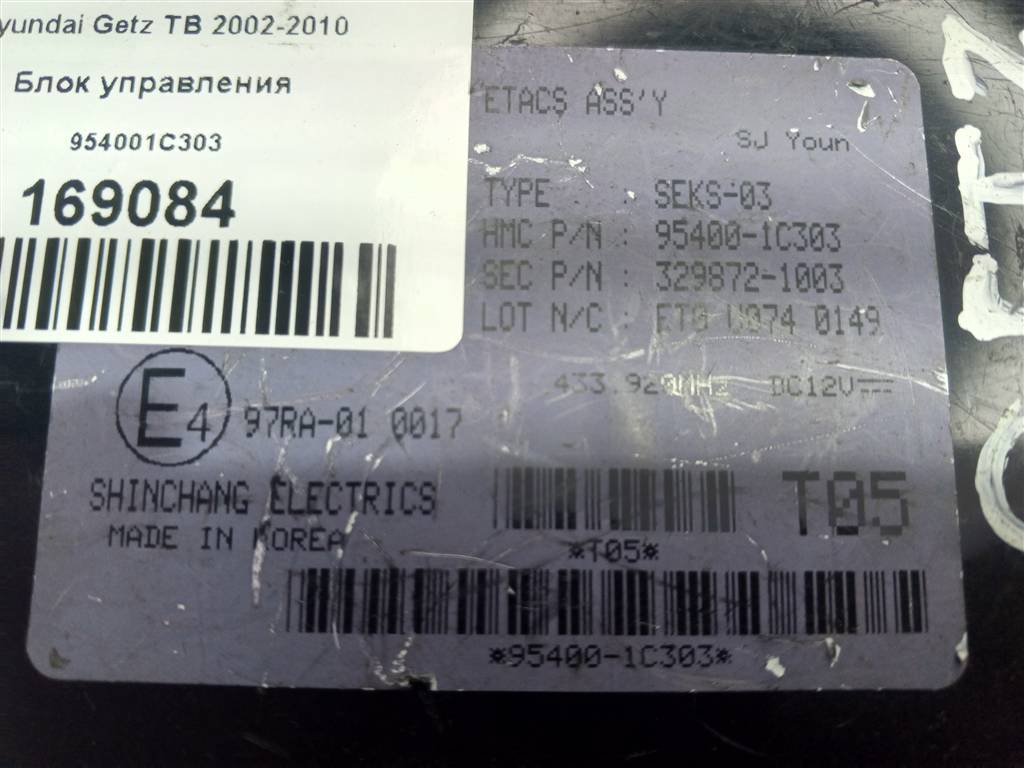 yundai Getz TB 2002-2010
Блок управления
954001C303
169084
ETACS ASS'Y
SJ Youn
TYPE : SEKS-03
HMC P/N : 95400-1C303
SEC P/N : 329872-1003
LOT N/C : 0149
433.920MHz DC12V
E4 97RA-01 0017
SHINCHANG ELECTRICS
MADE IN KOREA
T05
*T05*
*95400-1C303*